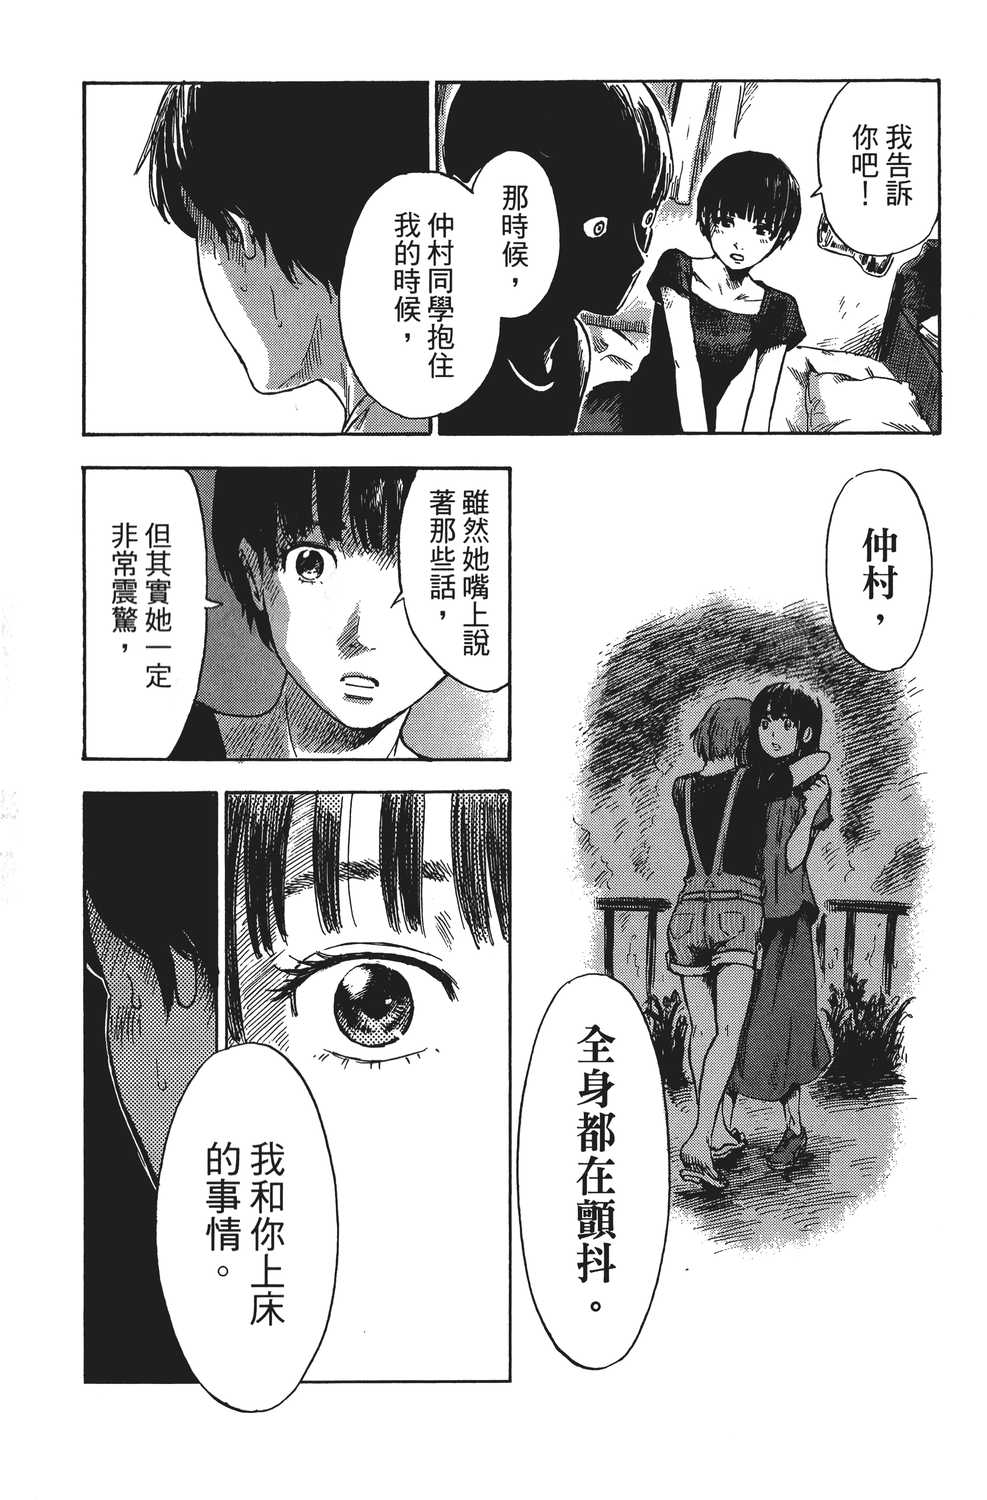 我告訴
你吧！
那時候，
仲村同學抱住
我的時候，
仲村，
全身都在顫抖。
雖然她嘴上說
著那些話，
但其實她一定
非常震驚，
我和你上床
的事情。